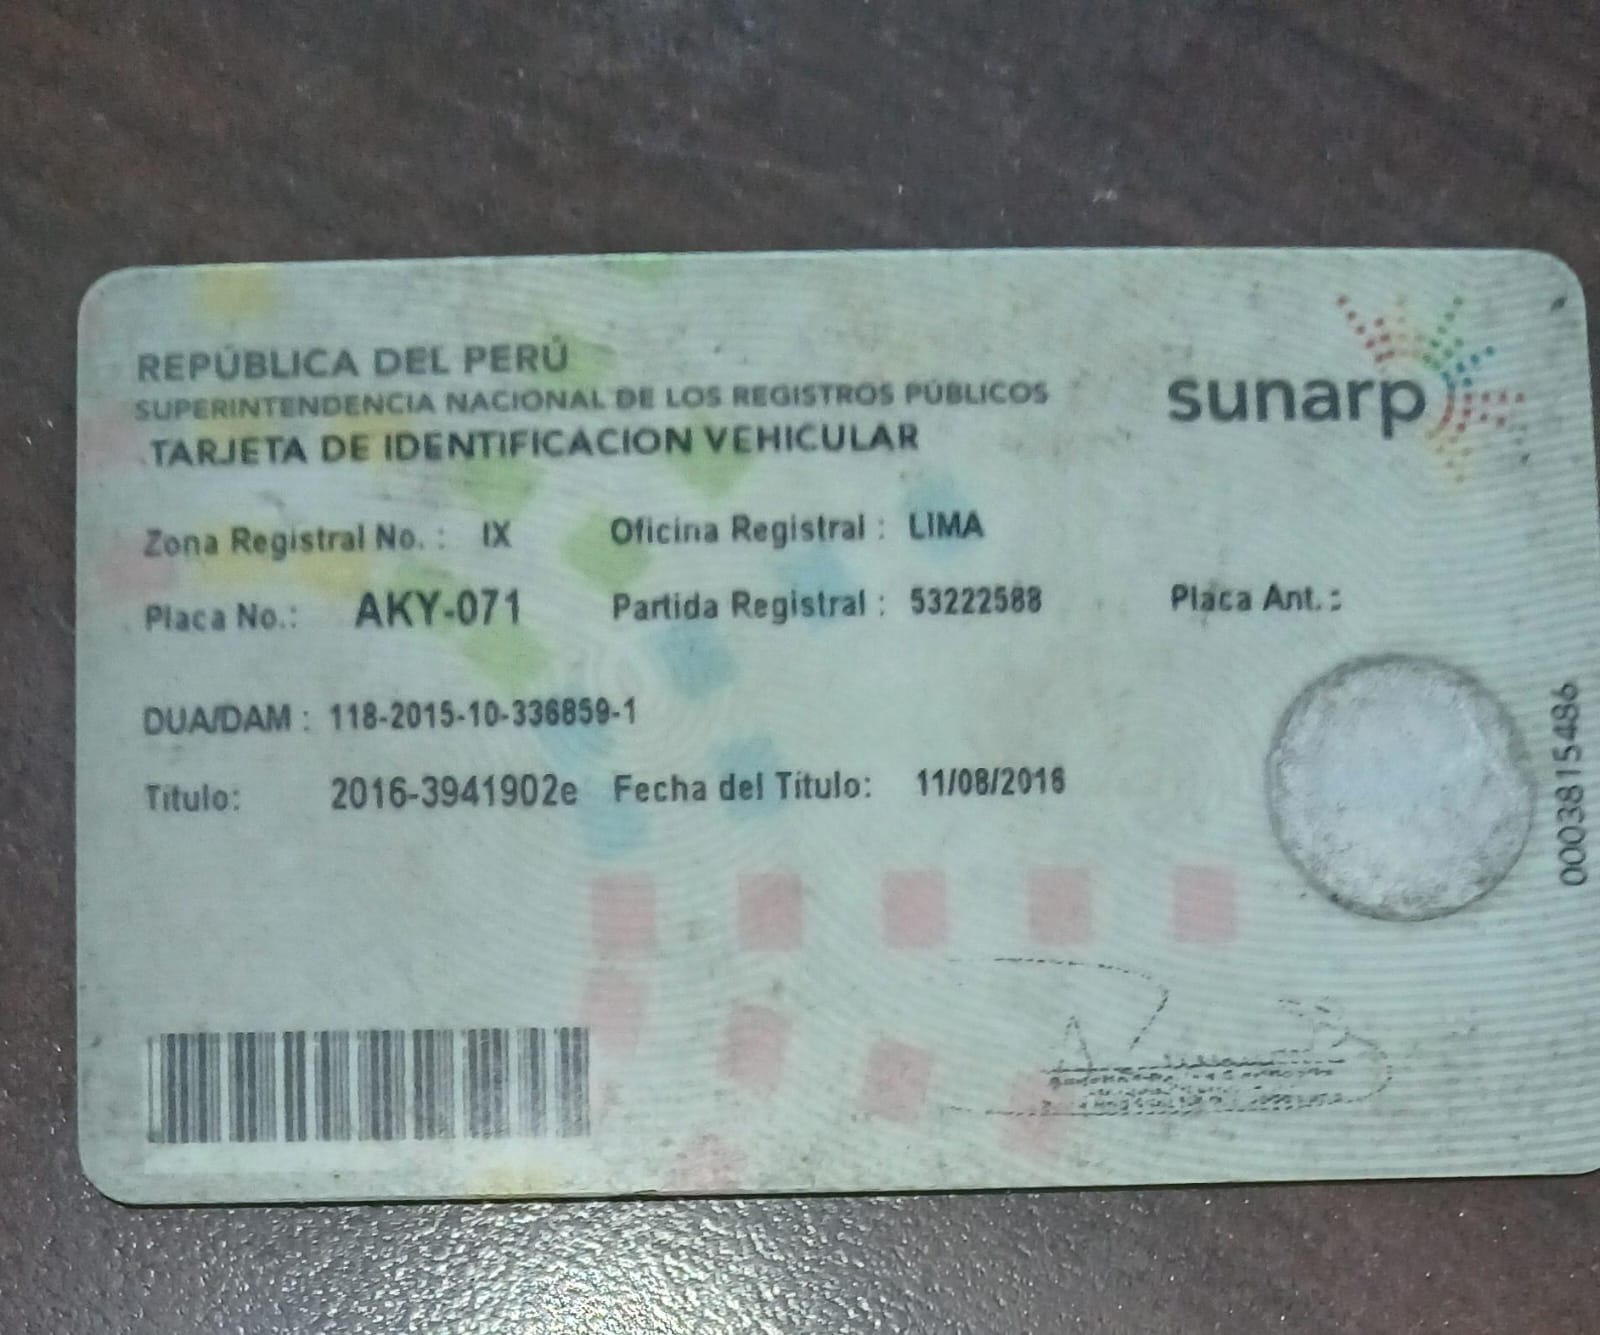 REPÚBLICA DEL PERÚ
SUPERINTENDENCIA NACIONAL DE LOS REGISTROS PÚBLICOS
sunarp
TARJETA DE IDENTIFICACION VEHICULAR
Zona Registral No. : IX Oficina Registral : LIMA
Placa No.: AKY-071 Partida Registral : 53222588 Placa Ant. :
DUA/DAM : 118-2015-10-336859-1
Título: 2016-3941902e Fecha del Título: 11/08/2016
0003815486